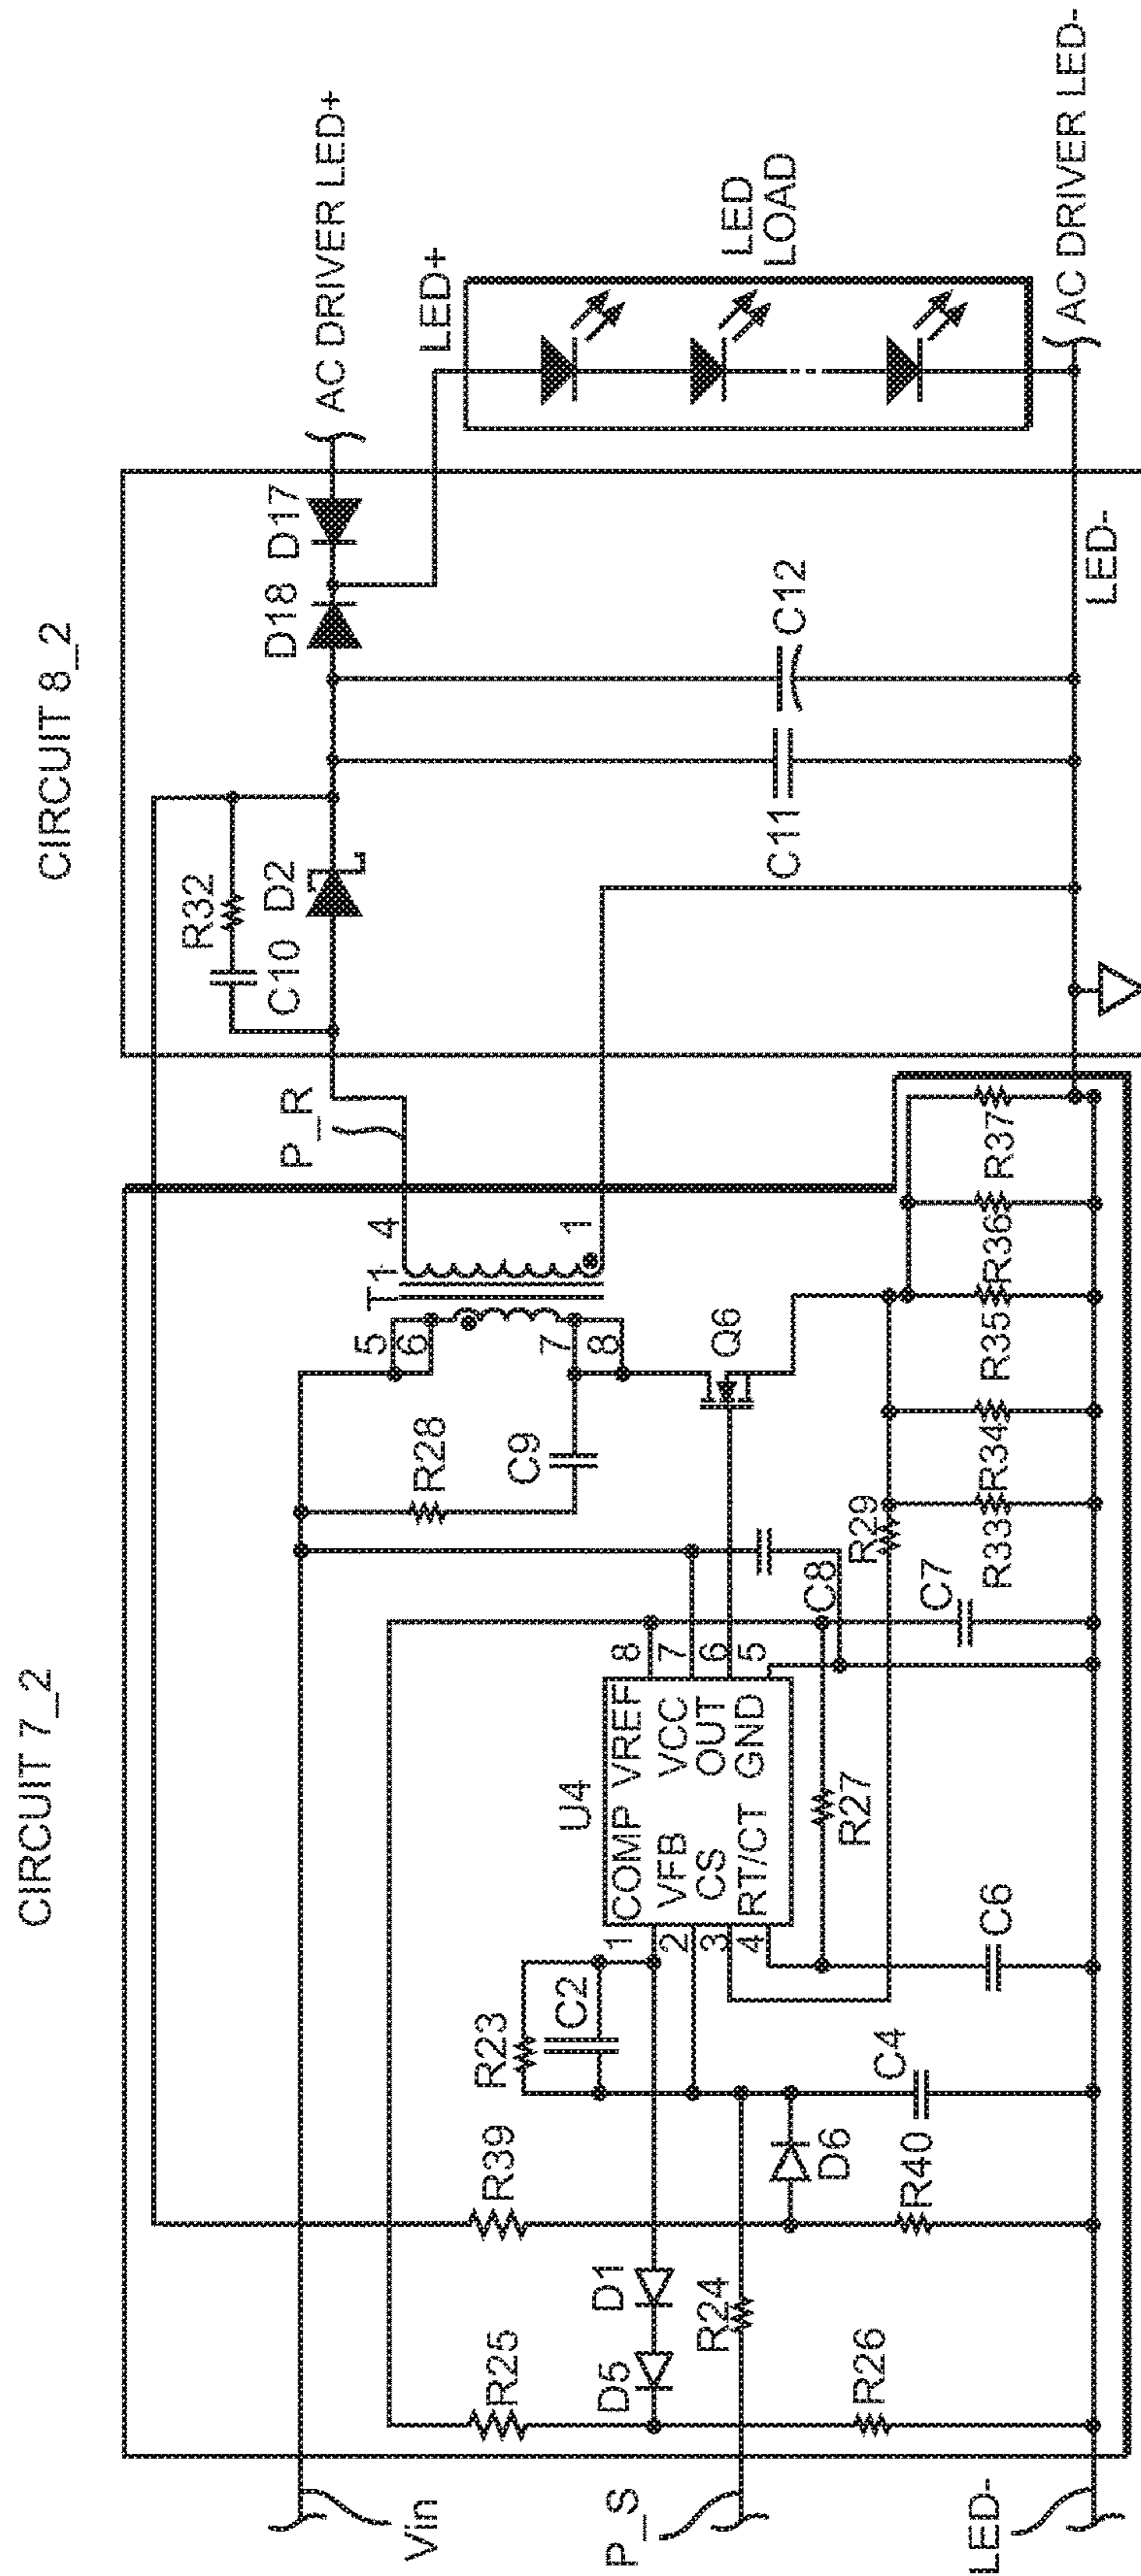 CIRCUIT 7_2
CIRCUIT 8_2
Vin
P_S
LED-
R25
D5
D1
R24
R26
R39
D6
R40
R23
C2
C4
1
2
3
4
U4
COMP VREF
VFB VCC
CS OUT
RT/CT GND
8
7
6
5
C6
R27
C8
C7
R29
R28
C9
5
6
7
8
T1
4
1
Q6
R33
R34
R35
R36
R37
P_R
R32
C10
D2
C11
C12
D18
D17
LED-
AC DRIVER LED+
LED+
LED
LOAD
AC DRIVER LED-